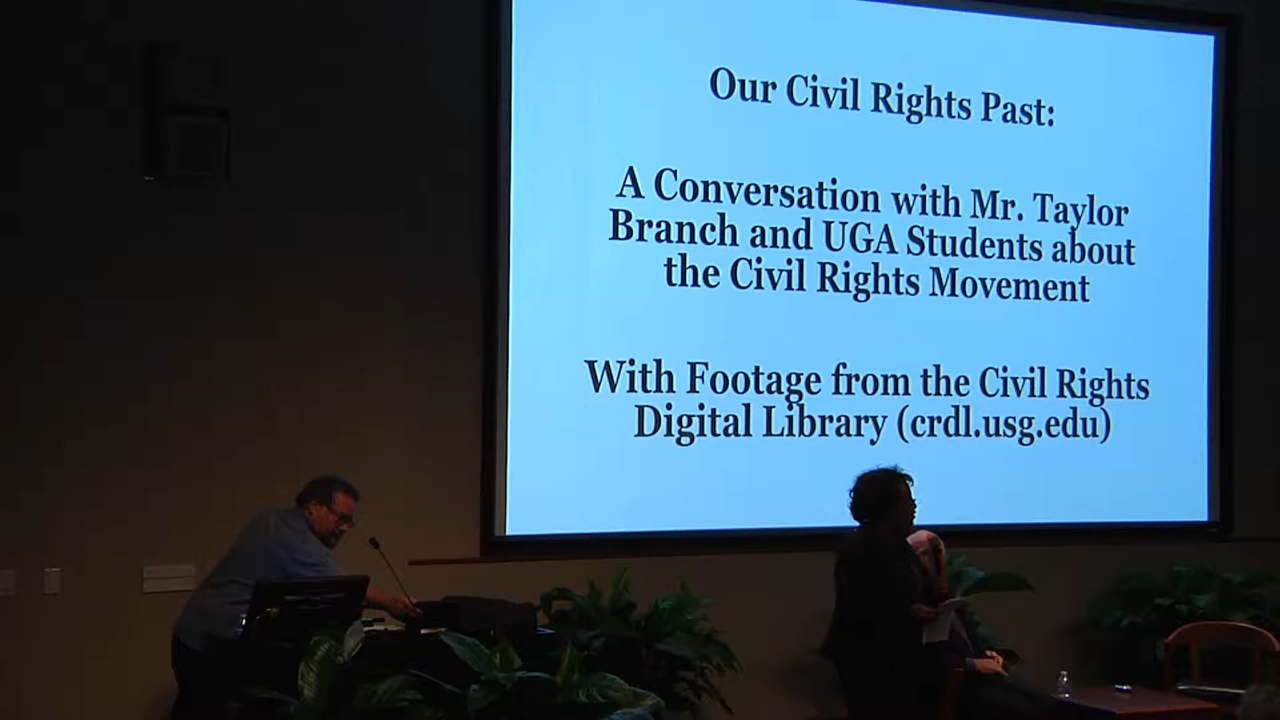 Our Civil Rights Past:
A Conversation with Mr. Taylor
Branch and UGA Students about
the Civil Rights Movement
With Footage from the Civil Rights
Digital Library (crdl.usg.edu)